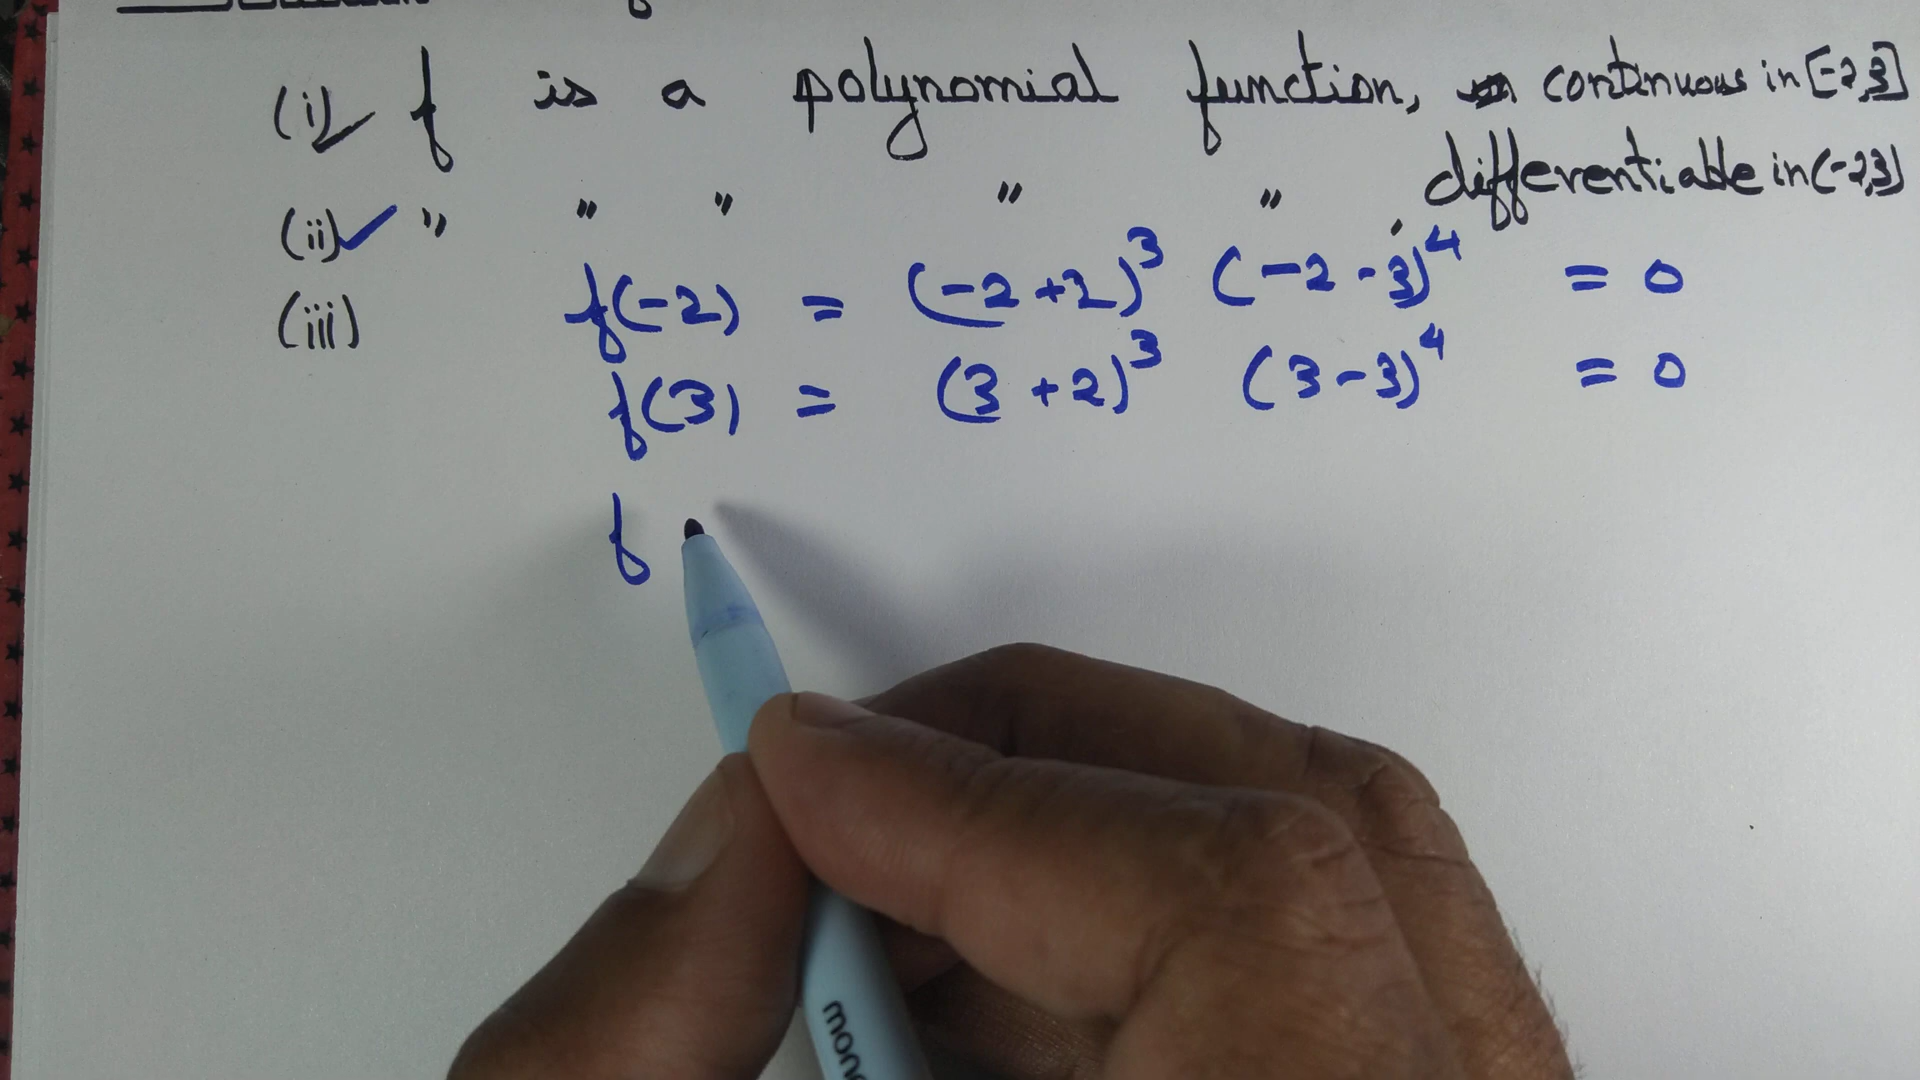 (i) ✓ f is a polynomial function, continuous in [-2,3]
differentiable in (-2,3)
(ii) ✓ " " " " "
(iii) f(-2) = (-2+2)^3 (-2-3)^4 = 0
f(3) = (3+2)^3 (3-3)^4 = 0
f
mono